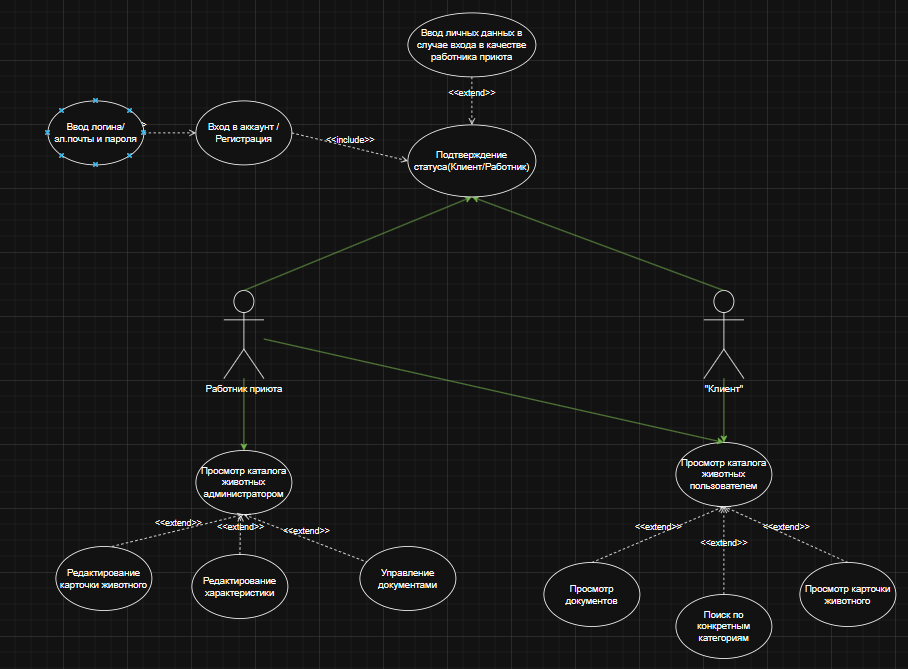 Ввод личных данных в
случае входа в качестве
работника приюта
<<extend>>
Ввод логина/
эл.почты и пароля
>
Вход в аккаунт /
Регистрация
<<include>>
Подтверждение
статуса(Клиент/Работник)
Работник приюта
"Клиент"
Просмотр каталога
животных
администратором
Просмотр каталога
животных
пользователем
<<extend>>
<<extend>>
<<extend>>
<<extend>>
<<extend>>
<<extend>>
Редактирование
карточки животного
Редактирование
характеристики
Управление
документами
Просмотр
документов
Поиск по
конкретным
категориям
Просмотр карточки
животного